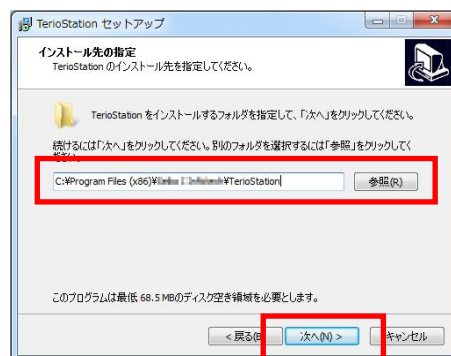 TerioStation セットアップ
インストール先の指定
TerioStation のインストール先を指定してください。
TerioStation をインストールするフォルダを指定して、「次へ」をクリックしてください。
続けるには「次へ」をクリックしてください。別のフォルダを選択するには「参照」をクリックしてく
ださい。
C:¥Program Files (x86)¥ ¥TerioStation
参照(R)
このプログラムは最低 68.5 MBのディスク空き領域を必要とします。
< 戻る(B
次へ(N) >
キャンセル